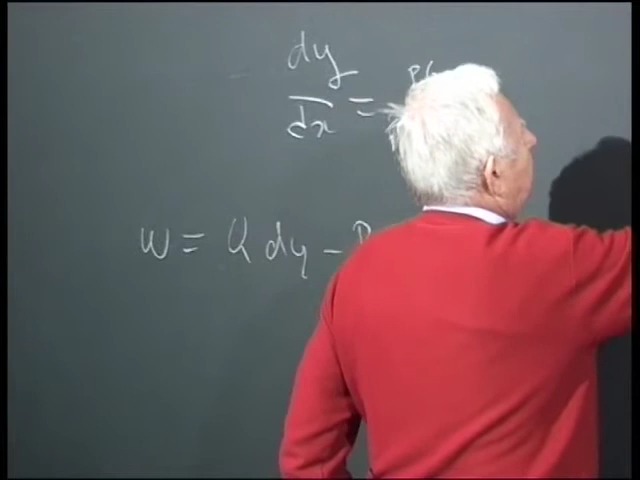 dy
dx =
ω = Q dy - P